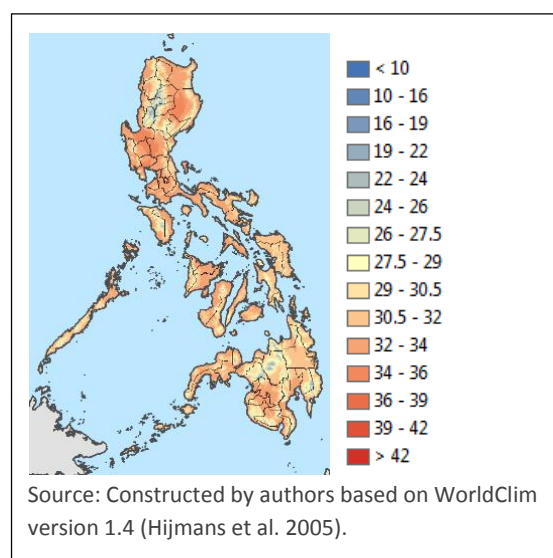 < 10
10 - 16
16 - 19
19 - 22
22 - 24
24 - 26
26 - 27.5
27.5 - 29
29 - 30.5
30.5 - 32
32 - 34
34 - 36
36 - 39
39 - 42
> 42
Source: Constructed by authors based on WorldClim
version 1.4 (Hijmans et al. 2005).